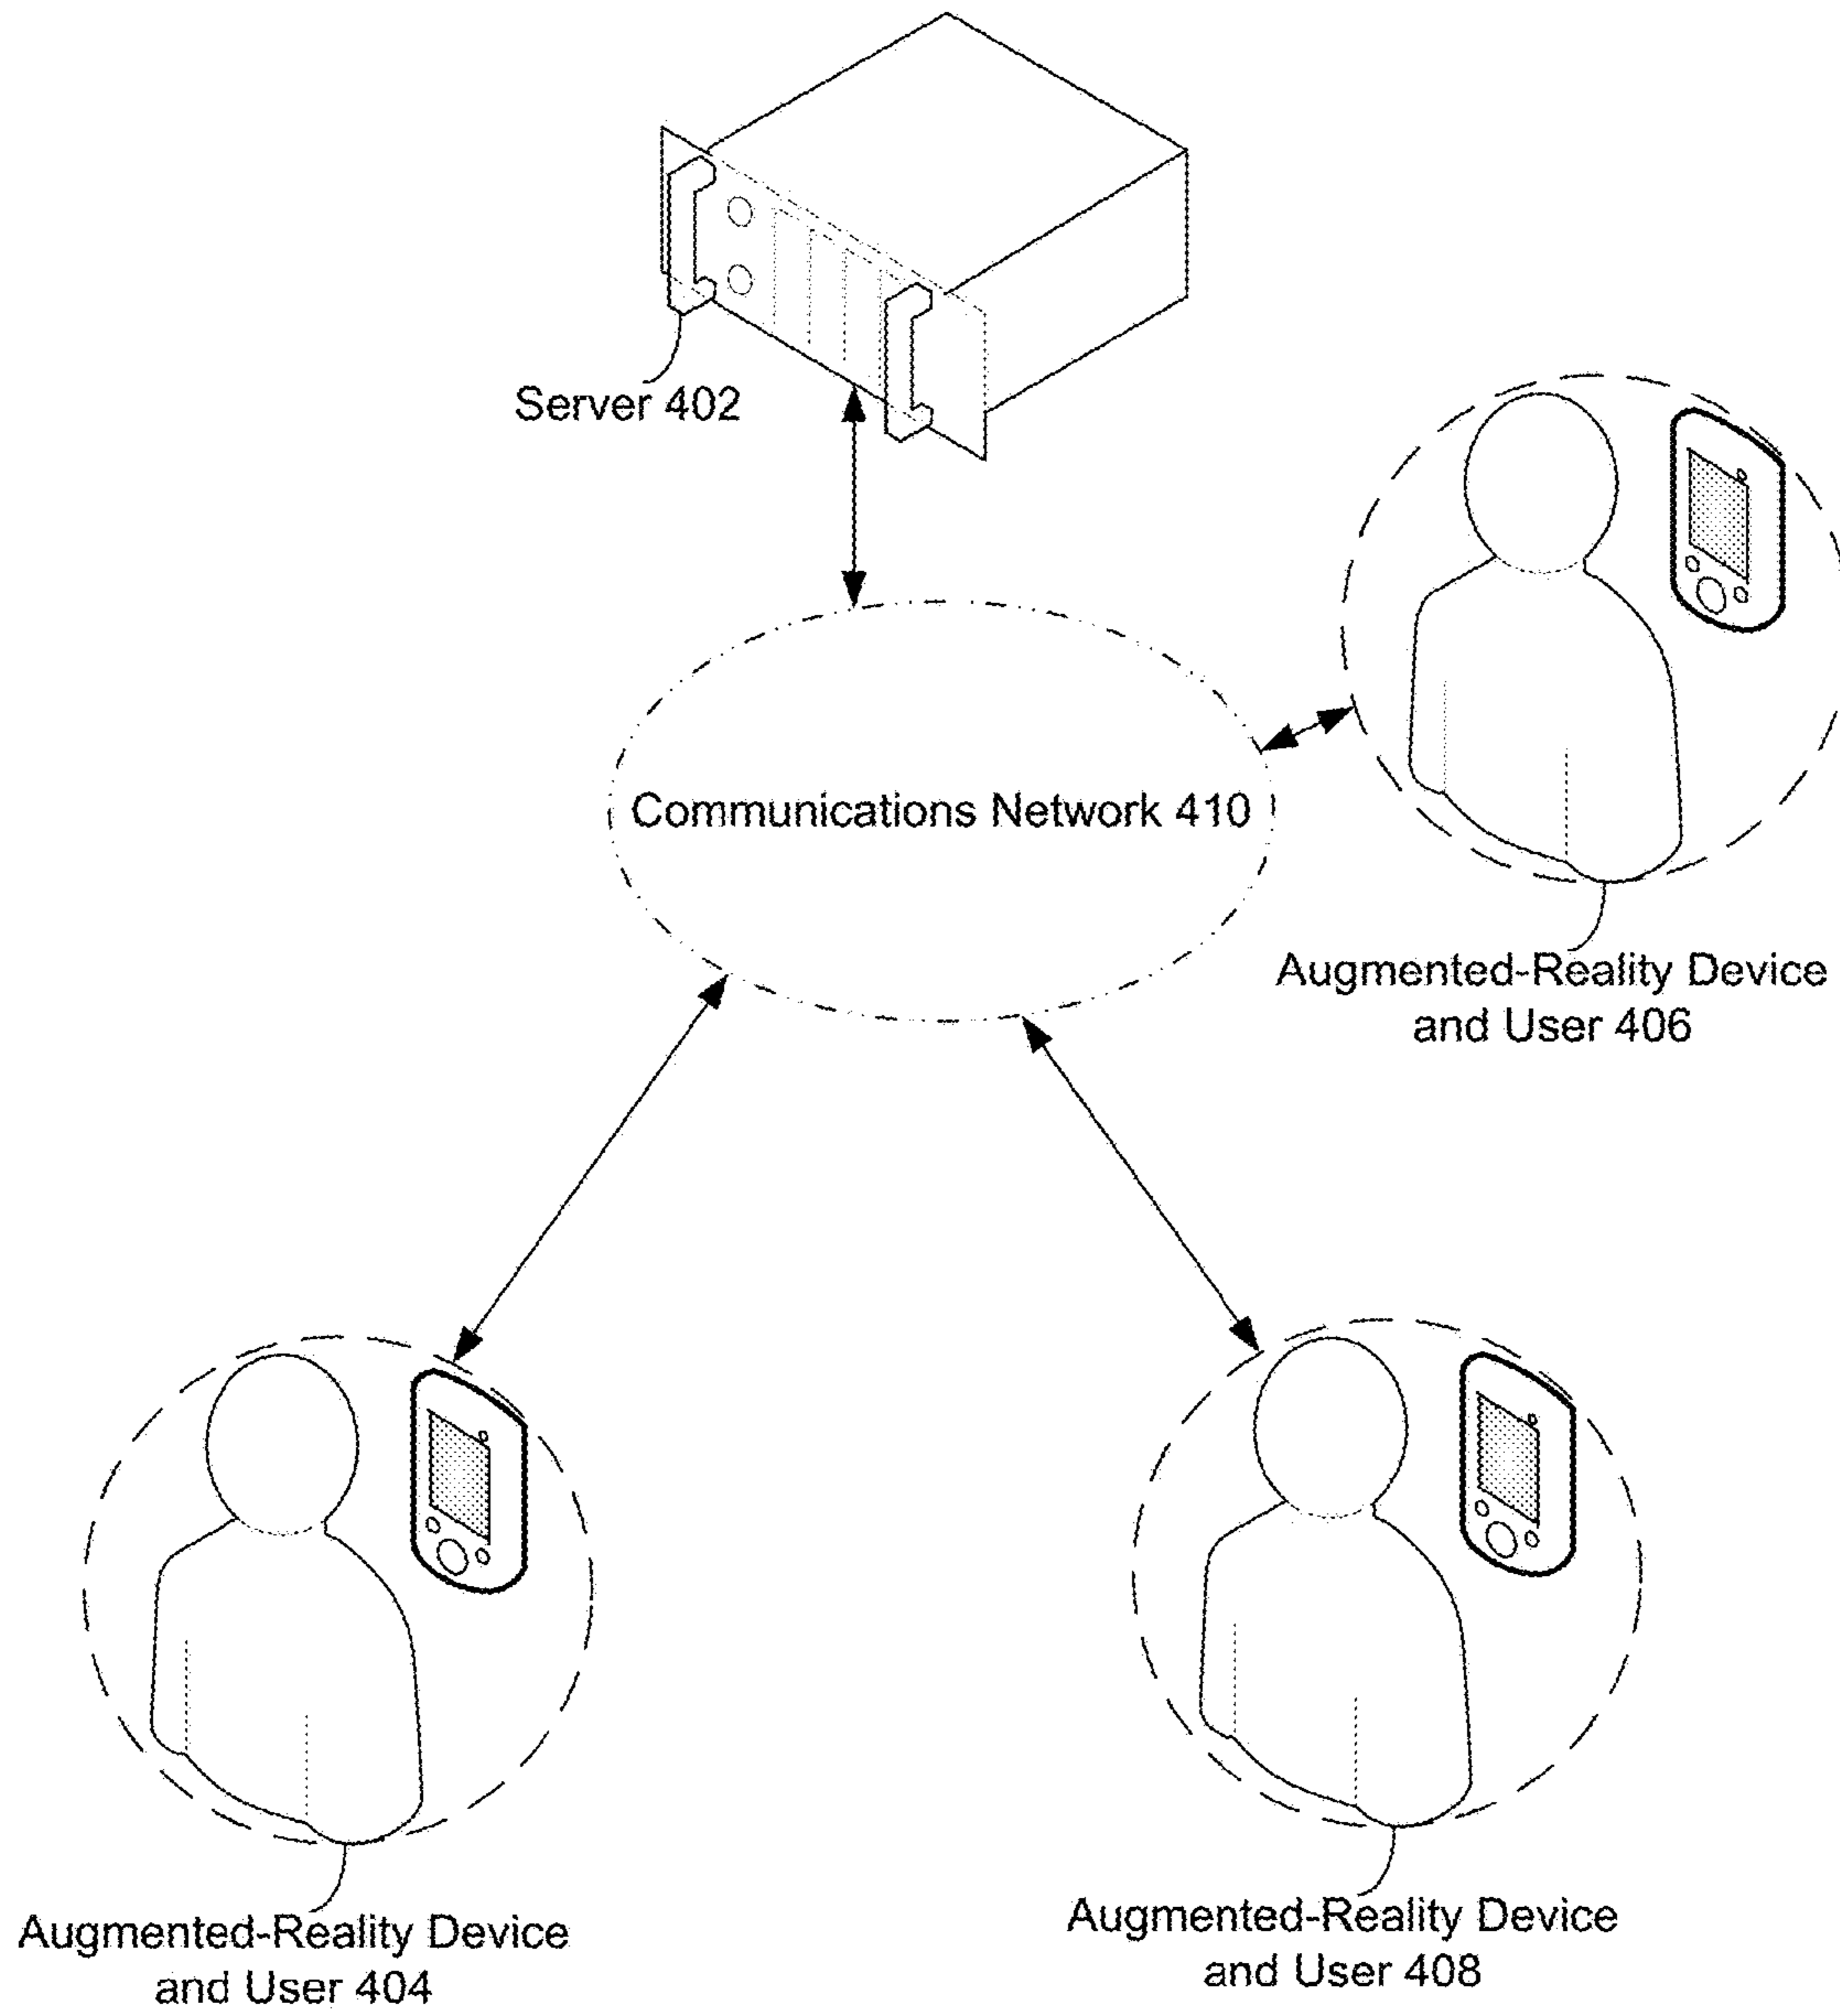 Server 402
Communications Network 410
Augmented-Reality Device
and User 406
Augmented-Reality Device
and User 404
Augmented-Reality Device
and User 408